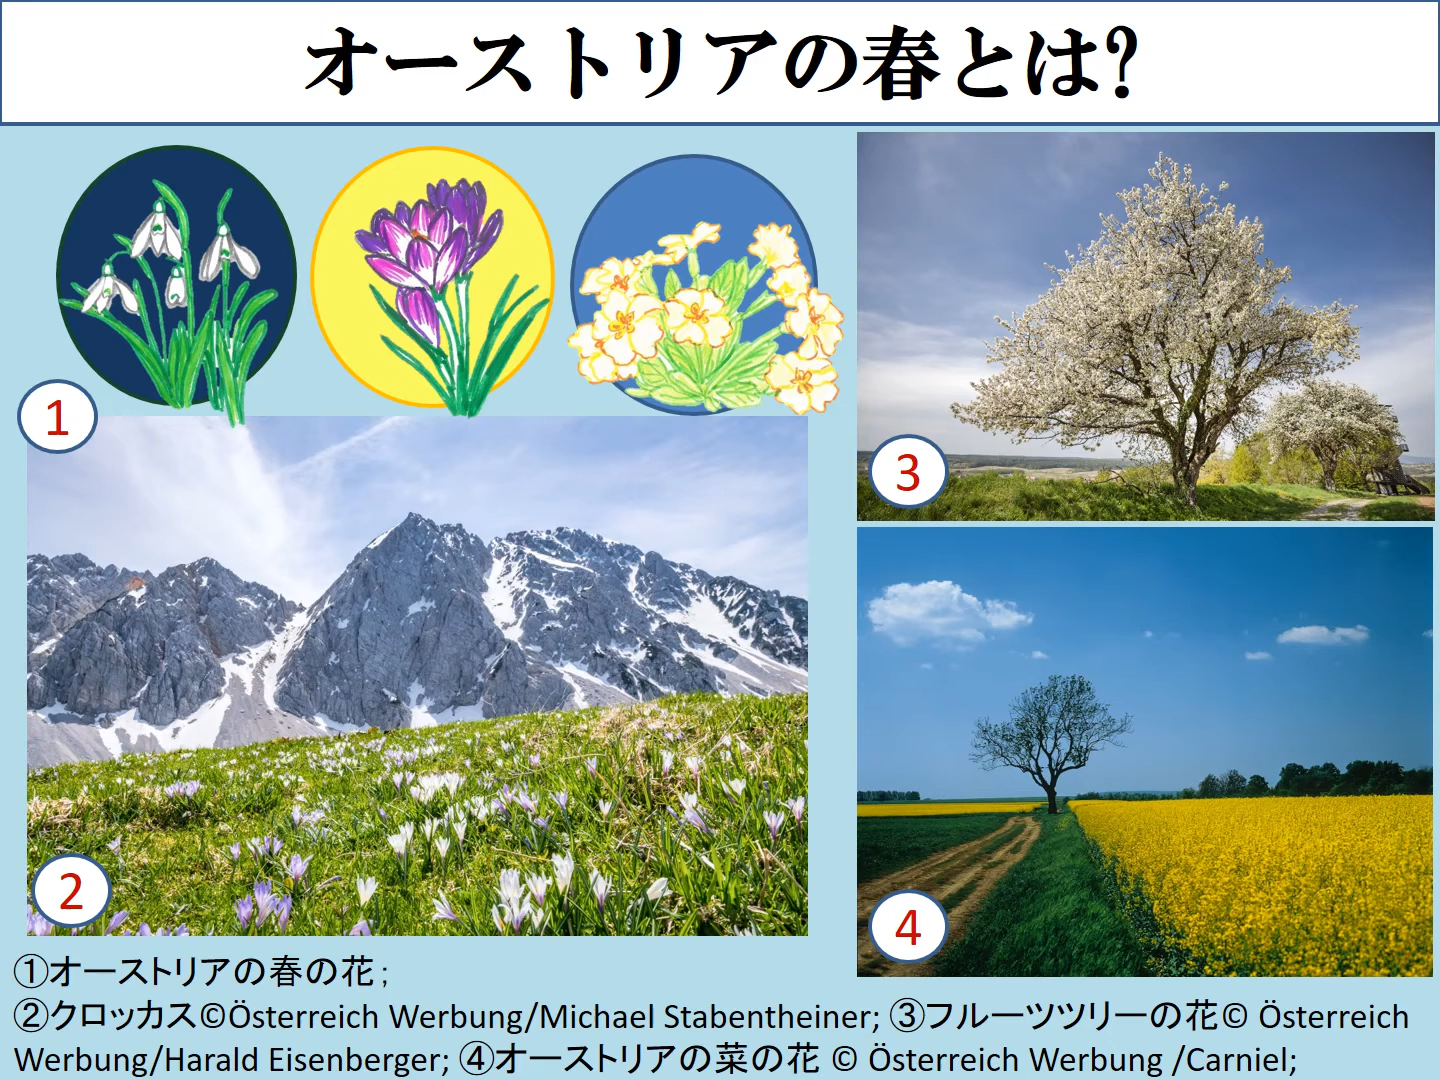 オーストリアの春とは?
1
2
3
4
①オーストリアの春の花;
②クロッカス©Österreich Werbung/Michael Stabentheiner; ③フルーツツリーの花© Österreich
Werbung/Harald Eisenberger; ④オーストリアの菜の花 © Österreich Werbung /Carniel;